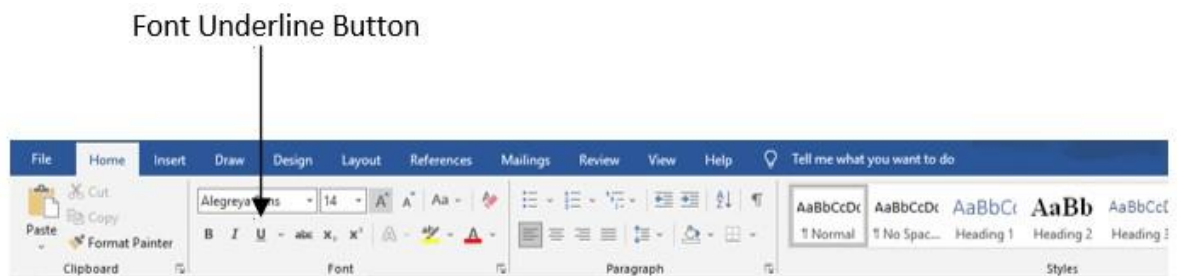 Font Underline Button
File Home Insert Draw Design Layout References Mailings Review View Help Tell me what you want to do
Cut
Copy
Paste
Format Painter
Clipboard
14 A A Aa
B I U abc x, x' A A
Font
Paragraph
AaBbCcDc AaBbCcDc AaBbCc AaBb AaBbCcD
¶ Normal ¶ No Spac... Heading 1 Heading 2 Heading 3
Styles